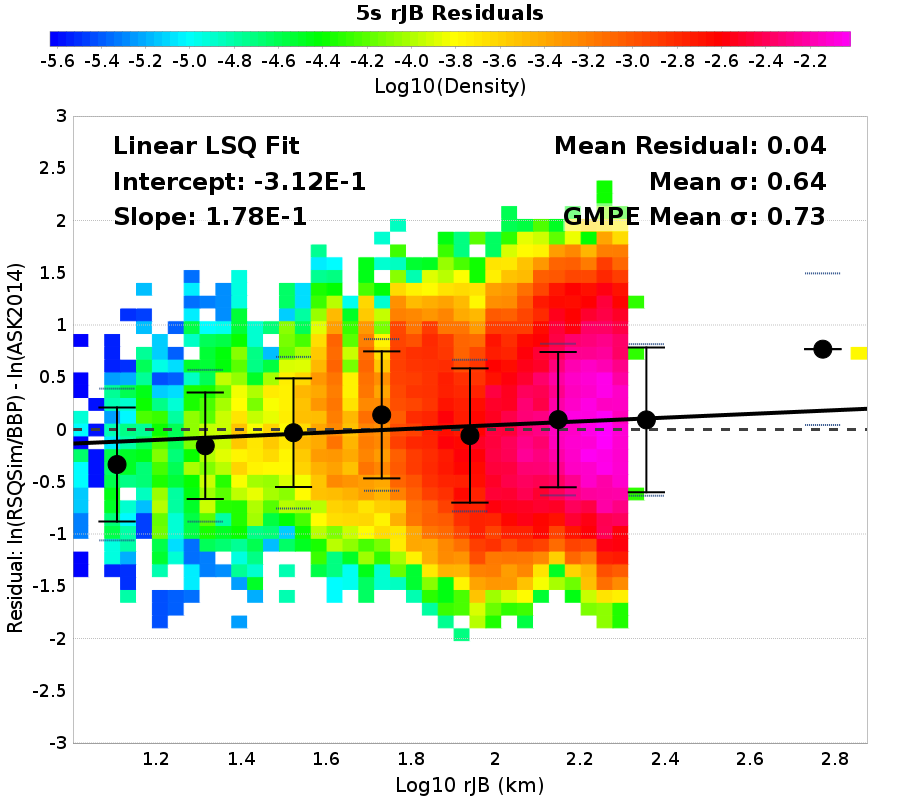 5s rJB Residuals
-5.6 -5.4 -5.2 -5.0 -4.8 -4.6 -4.4 -4.2 -4.0 -3.8 -3.6 -3.4 -3.2 -3.0 -2.8 -2.6 -2.4 -2.2
Log10(Density)
Linear LSQ Fit
Intercept: -3.12E-1
Slope: 1.78E-1
Mean Residual: 0.04
Mean σ: 0.64
GMPE Mean σ: 0.73
Residual: ln(RSQSim/BBP) - ln(ASK2014)
3
2.5
2
1.5
1
0.5
0
-0.5
-1
-1.5
-2
-2.5
-3
1.2 1.4 1.6 1.8 2 2.2 2.4 2.6 2.8
Log10 rJB (km)